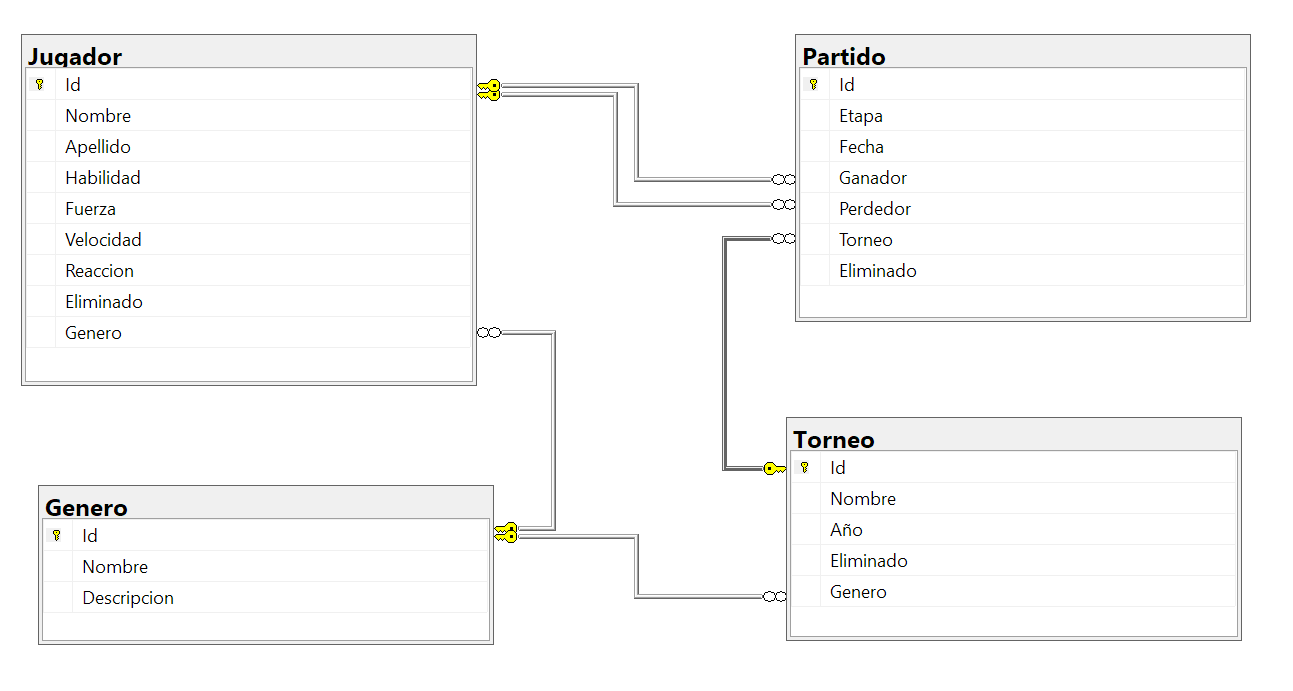 Jugador
Id
Nombre
Apellido
Habilidad
Fuerza
Velocidad
Reaccion
Eliminado
Genero
Partido
Id
Etapa
Fecha
Ganador
Perdedor
Torneo
Eliminado
Genero
Id
Nombre
Descripcion
Torneo
Id
Nombre
Año
Eliminado
Genero